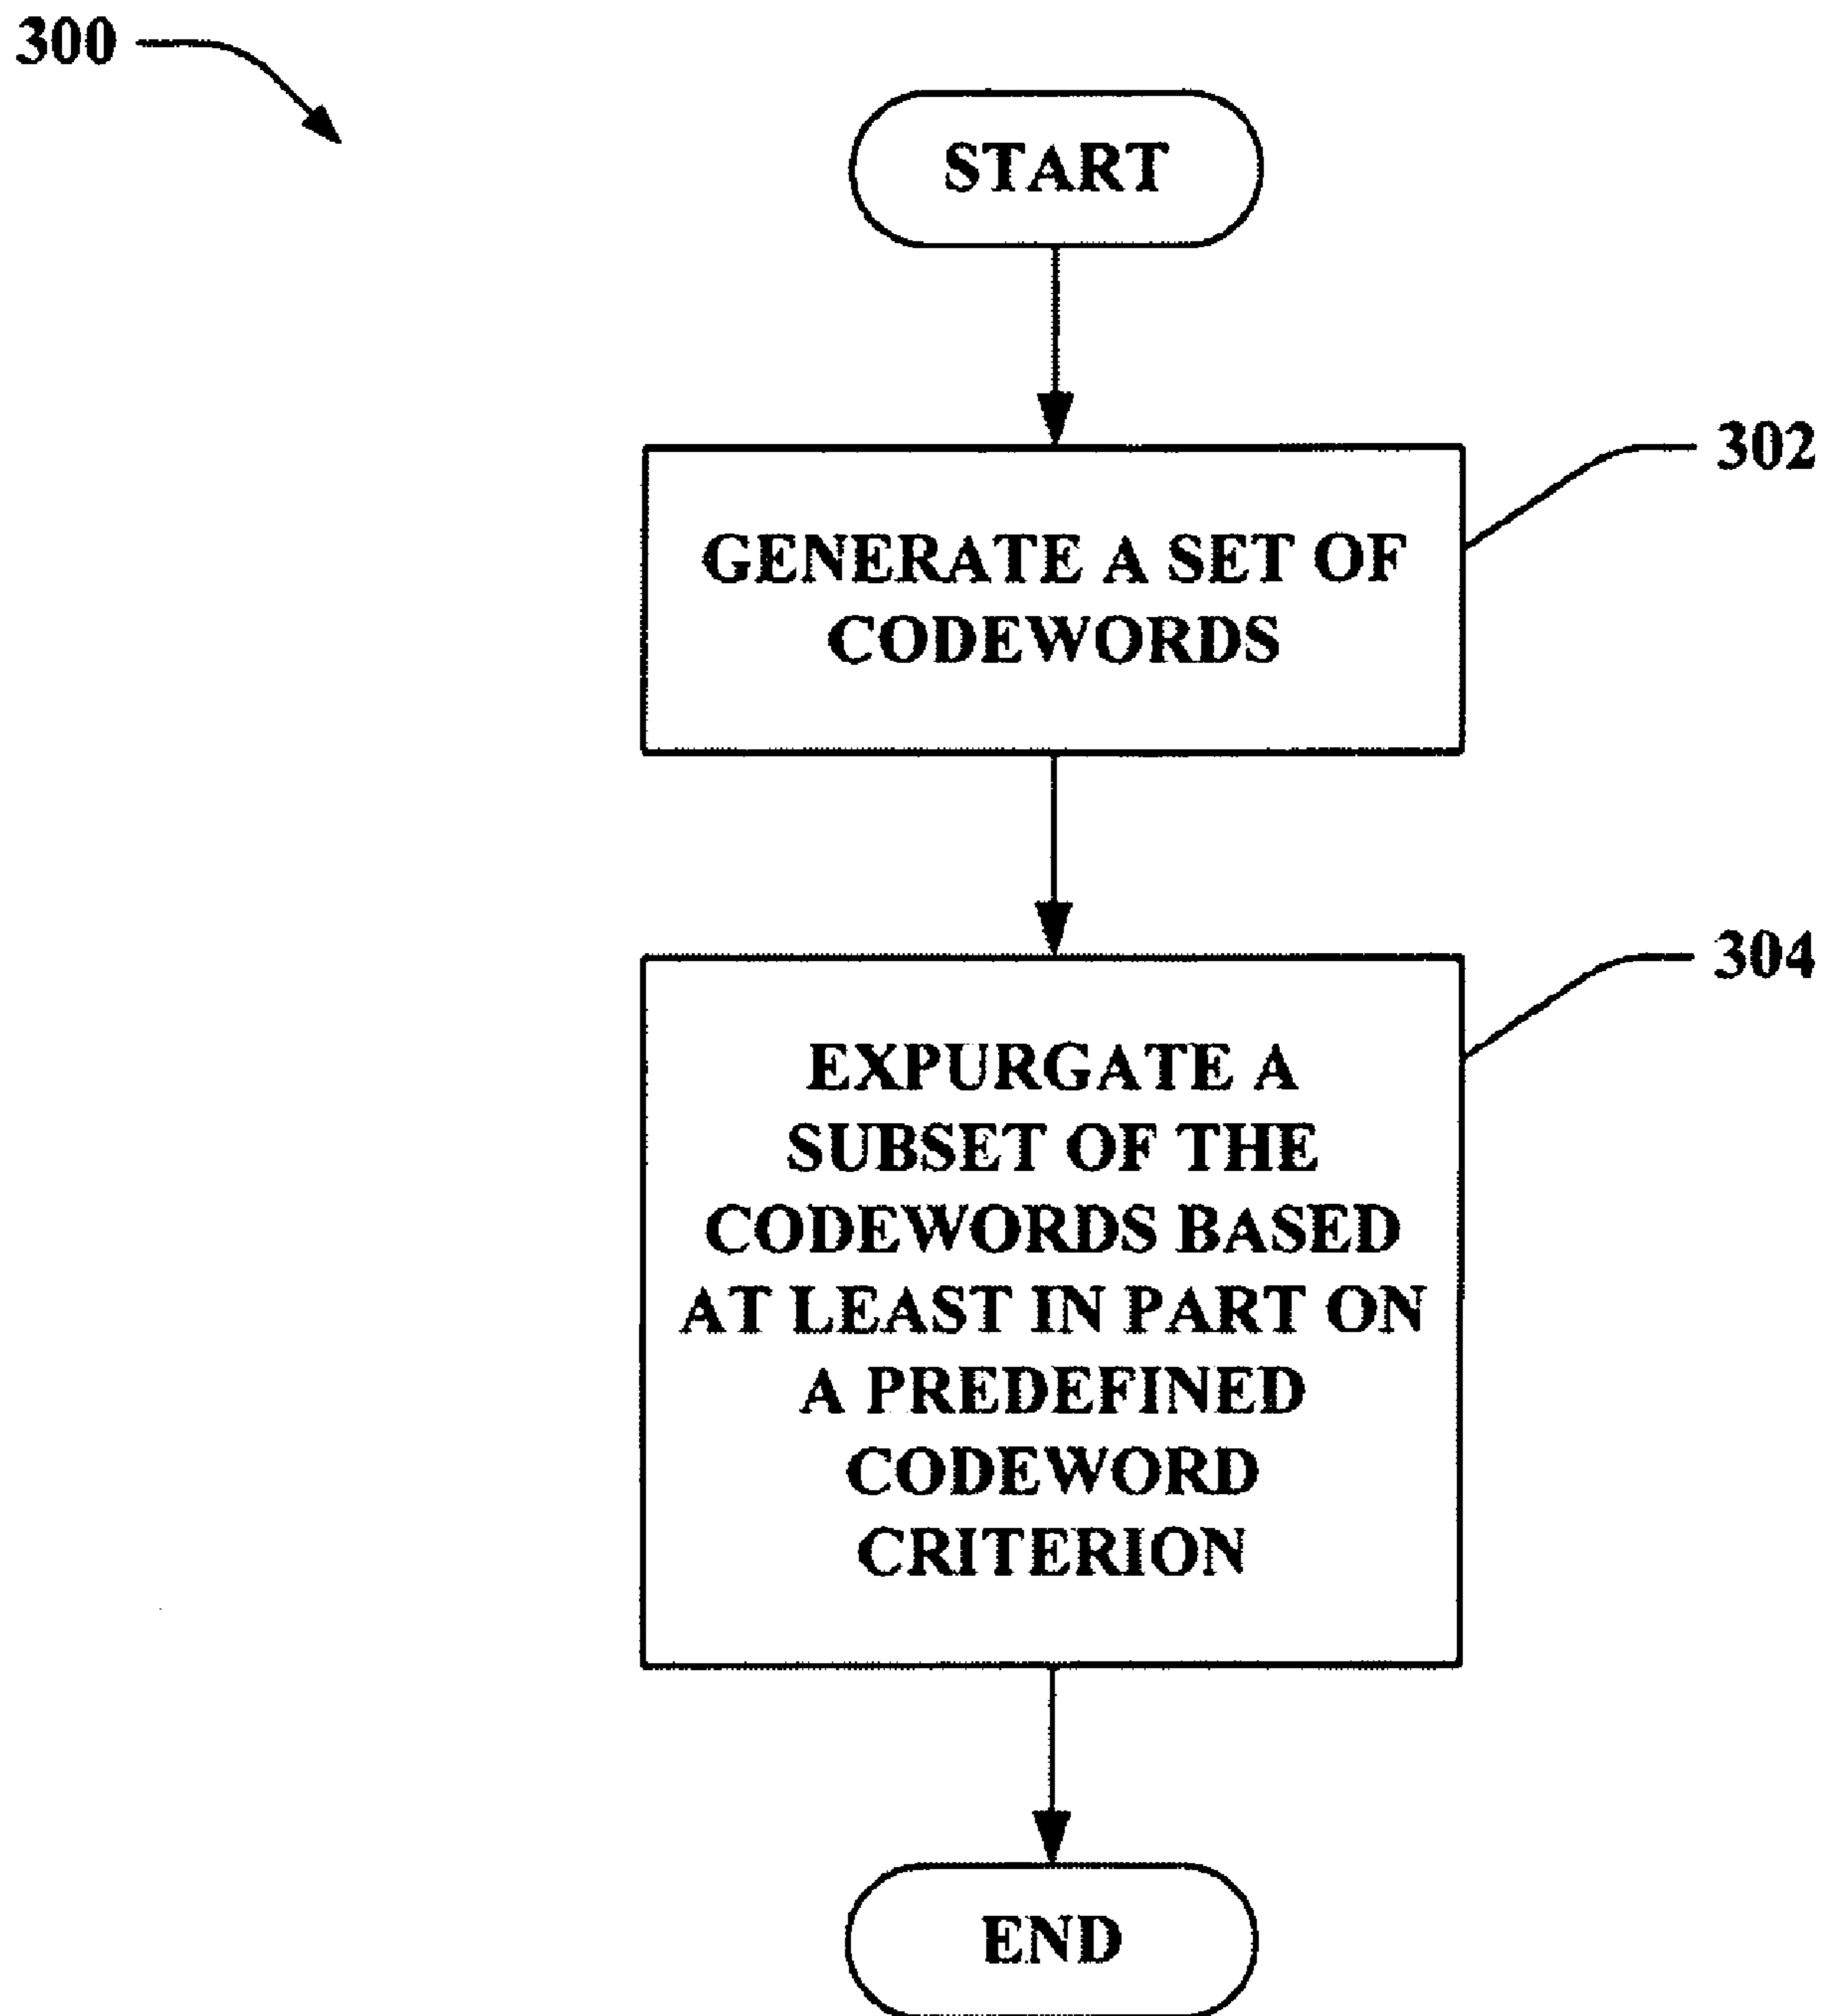 300
START
302
GENERATE A SET OF
CODEWORDS
304
EXPURGATE A
SUBSET OF THE
CODEWORDS BASED
AT LEAST IN PART ON
A PREDEFINED
CODEWORD
CRITERION
END